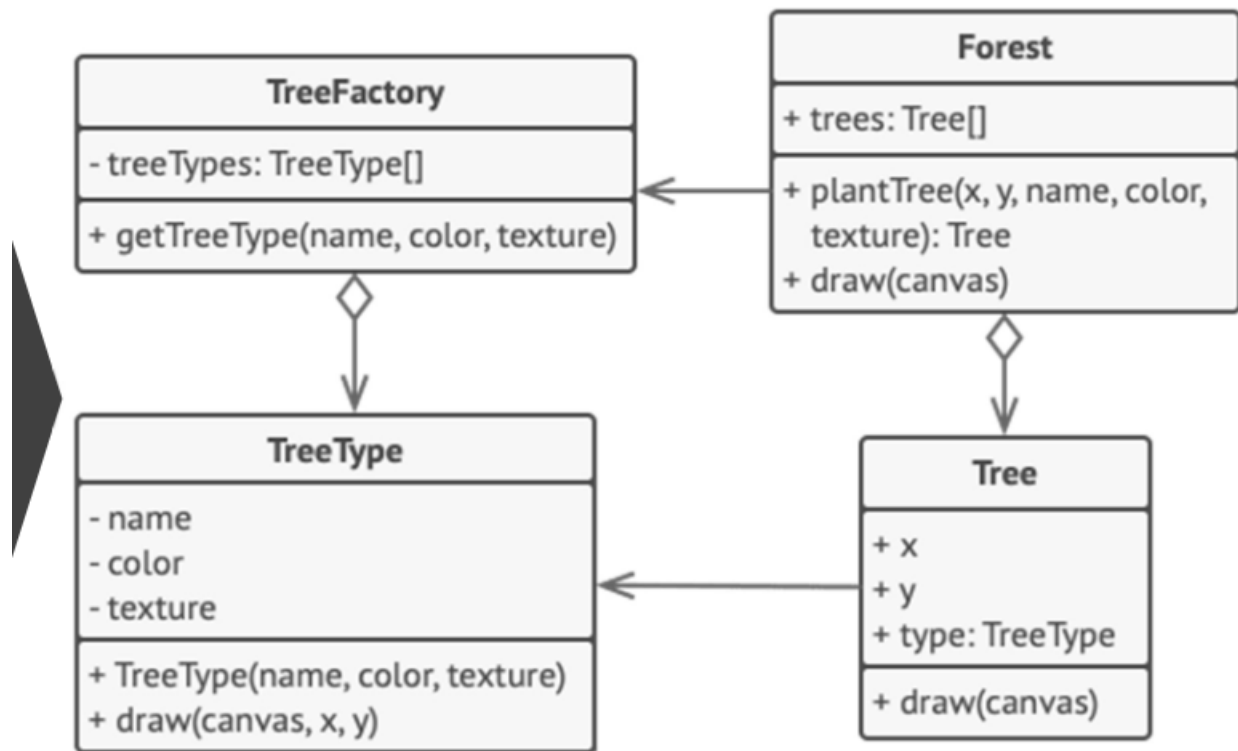 TreeFactory
- treeTypes: TreeType[]
+ getTreeType(name, color, texture)
Forest
+ trees: Tree[]
+ plantTree(x, y, name, color,
texture): Tree
+ draw(canvas)
TreeType
- name
- color
- texture
+ TreeType(name, color, texture)
+ draw(canvas, x, y)
Tree
+ x
+ y
+ type: TreeType
+ draw(canvas)